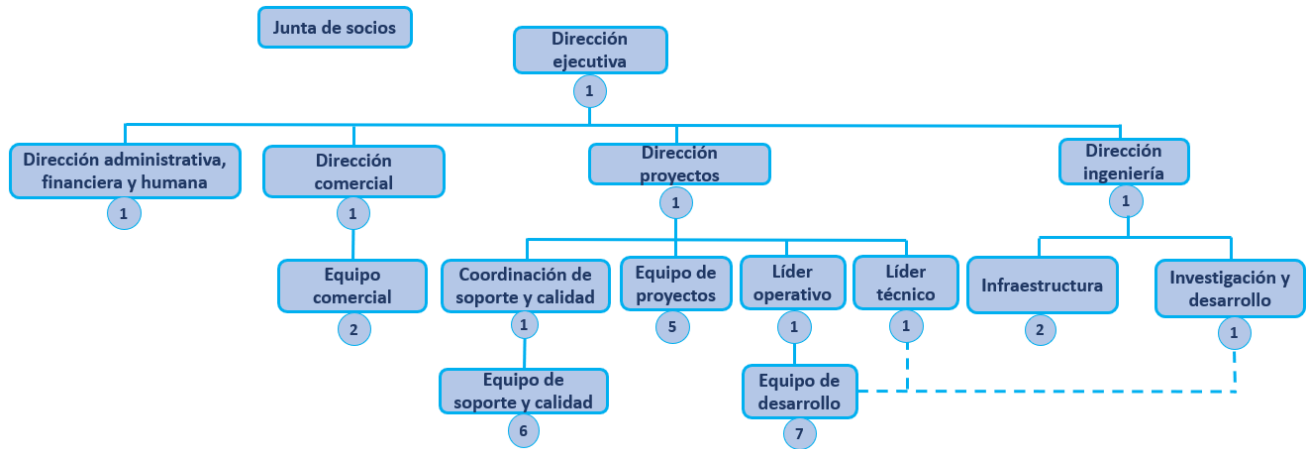 Junta de socios
Dirección
ejecutiva
1
Dirección administrativa,
financiera y humana
1
Dirección
comercial
1
Dirección
proyectos
1
Dirección
ingeniería
1
Equipo
comercial
2
Coordinación de
soporte y calidad
1
Equipo de
proyectos
5
Líder
operativo
1
Líder
técnico
1
Infraestructura
2
Investigación y
desarrollo
1
Equipo de
soporte y calidad
6
Equipo de
desarrollo
7